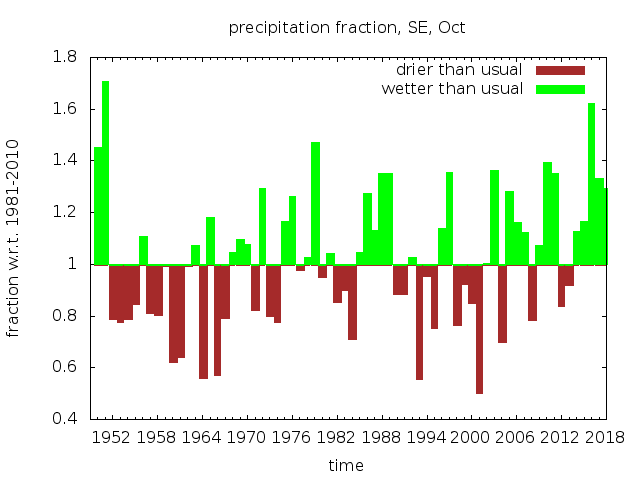 precipitation fraction, SE, Oct
drier than usual
wetter than usual
fraction w.r.t. 1981-2010
1.8
1.6
1.4
1.2
1
0.8
0.6
0.4
1952 1958 1964 1970 1976 1982 1988 1994 2000 2006 2012 2018
time